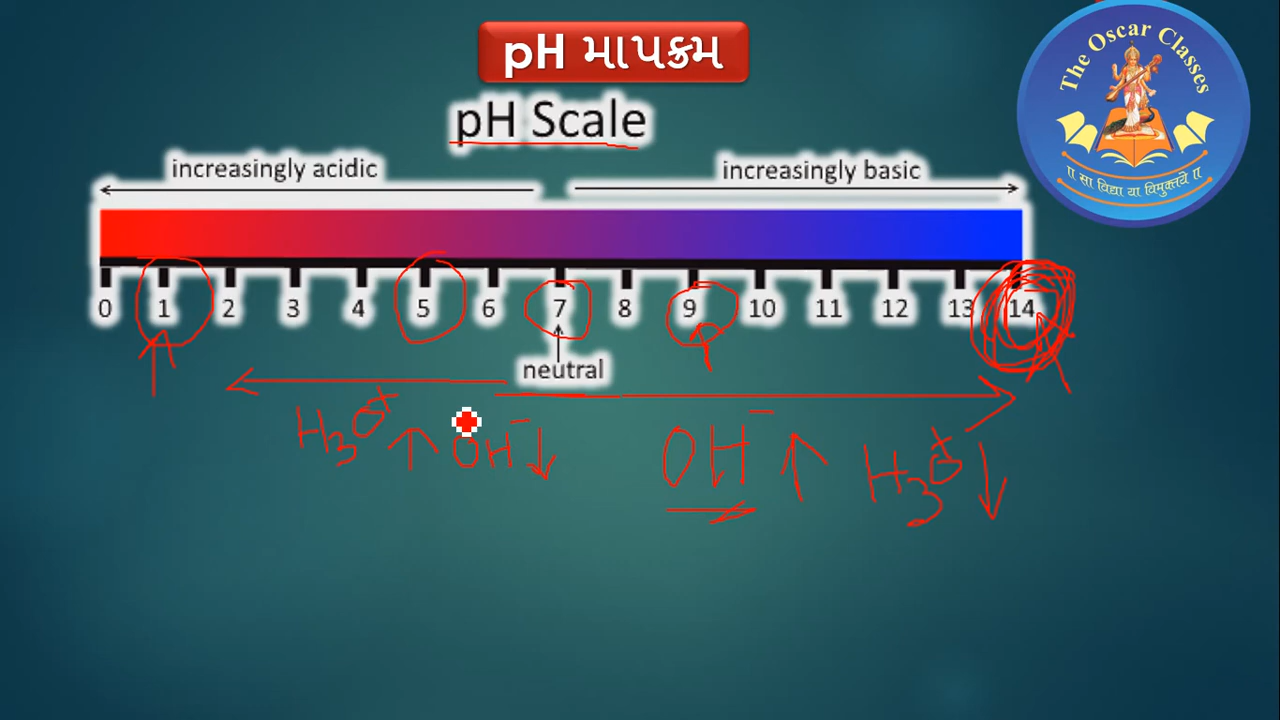 pH માપક્રમ
The Oscar Classes
pH Scale
increasingly acidic
increasingly basic
॥ सा विद्या या विमुक्तये ॥
0 1 2 3 4 5 6 7 8 9 10 11 12 13 14
neutral
H₃O⁺ ↑ OH⁻ ↓
OH⁻ ↑ H₃O⁺ ↓